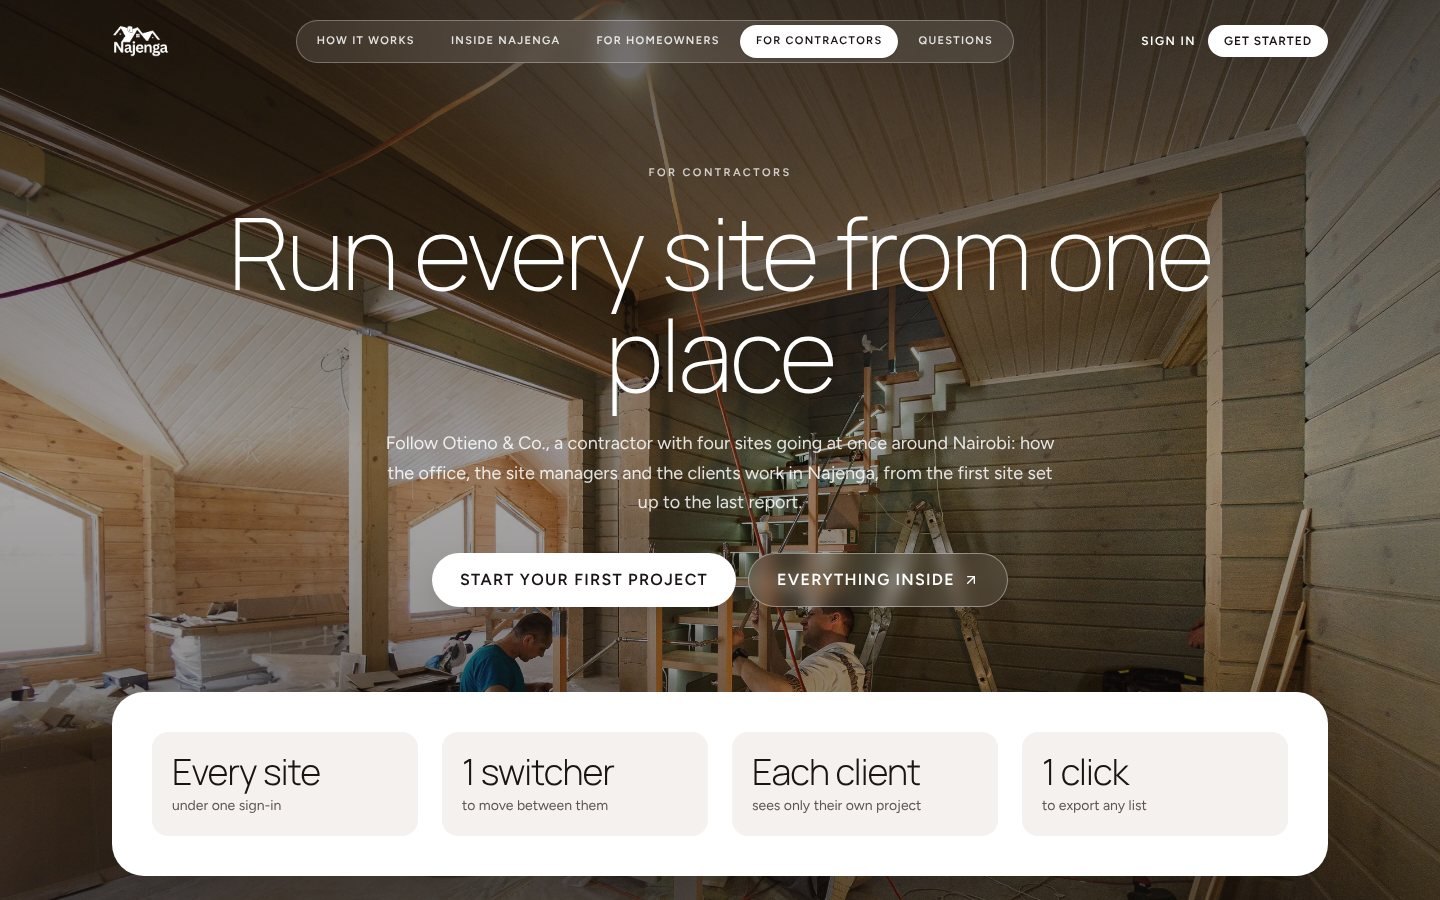 Najenga
HOW IT WORKS
INSIDE NAJENGA
FOR HOMEOWNERS
FOR CONTRACTORS
QUESTIONS
SIGN IN
GET STARTED
FOR CONTRACTORS
Run every site from one
place
Follow Otieno & Co., a contractor with four sites going at once around Nairobi: how
the office, the site managers and the clients work in Najenga, from the first site set
up to the last report.
START YOUR FIRST PROJECT
EVERYTHING INSIDE
Every site
under one sign-in
1 switcher
to move between them
Each client
sees only their own project
1 click
to export any list